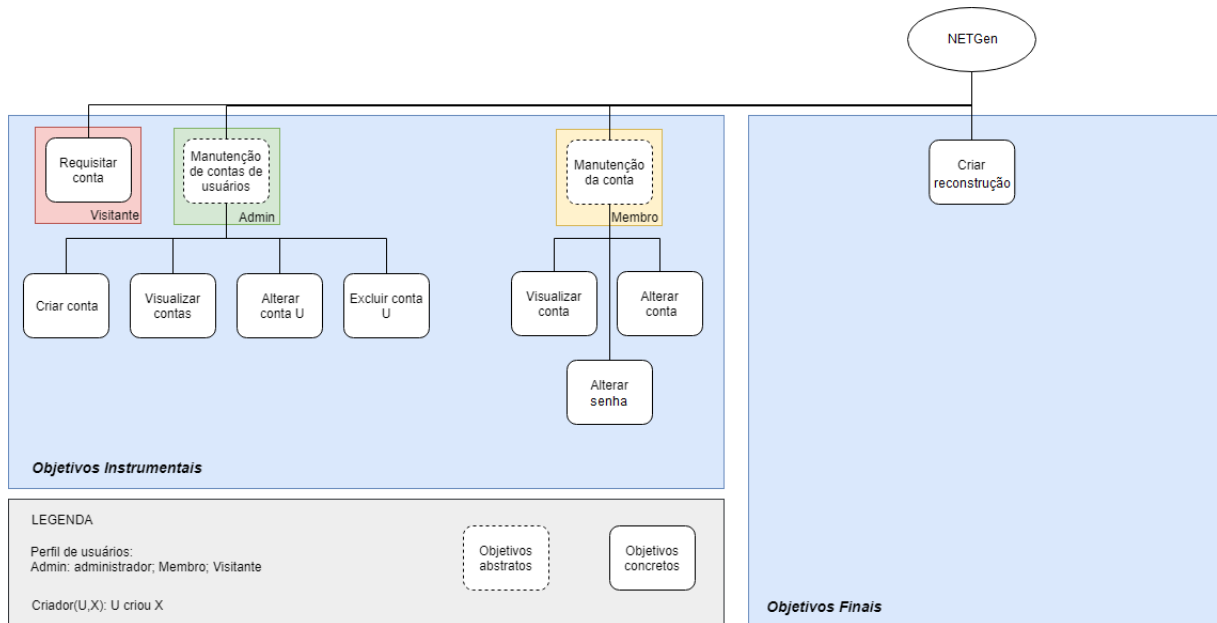 NETGen
Requisitar
conta
Visitante
Manutenção
de contas de
usuários
Admin
Manutenção
da conta
Membro
Criar
reconstrução
Criar conta
Visualizar
contas
Alterar
conta U
Excluir conta
U
Visualizar
conta
Alterar
conta
Alterar
senha
Objetivos Instrumentais
LEGENDA
Perfil de usuários:
Admin: administrador; Membro; Visitante
Criador(U,X): U criou X
Objetivos
abstratos
Objetivos
concretos
Objetivos Finais